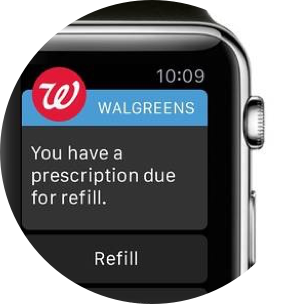 10:09
W
WALGREENS
You have a
prescription due
for refill.
Refill